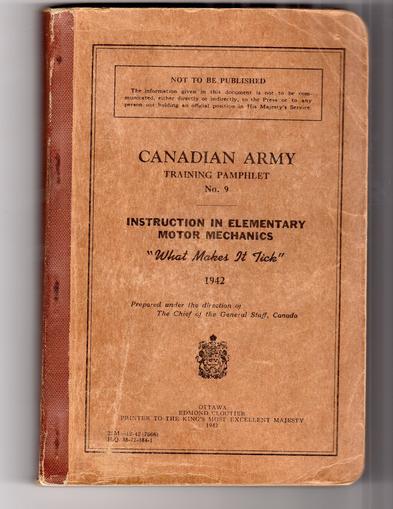 NOT TO BE PUBLISHED
The information given in this document is not to be com-
municated, either directly or indirectly, to the Press or to any
person not holding an official position in His Majesty's Service.
CANADIAN ARMY
TRAINING PAMPHLET
No. 9
INSTRUCTION IN ELEMENTARY
MOTOR MECHANICS
"What Makes It Tick"
1942
Prepared under the direction of
The Chief of the General Staff, Canada
OTTAWA
EDMOND CLOUTIER
PRINTER TO THE KING'S MOST EXCELLENT MAJESTY
H.Q.